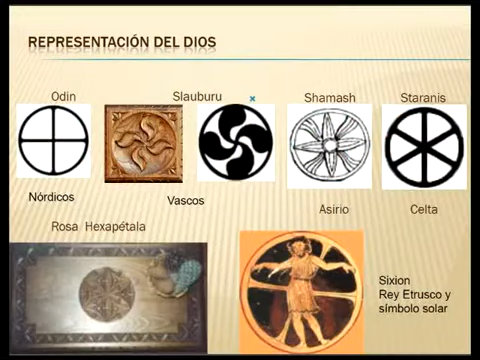 REPRESENTACIÓN DEL DIOS
Odin
Slauburu
Shamash
Staranis
Nórdicos
Vascos
Asirio
Celta
Rosa Hexapétala
Sixion
Rey Etrusco y
símbolo solar